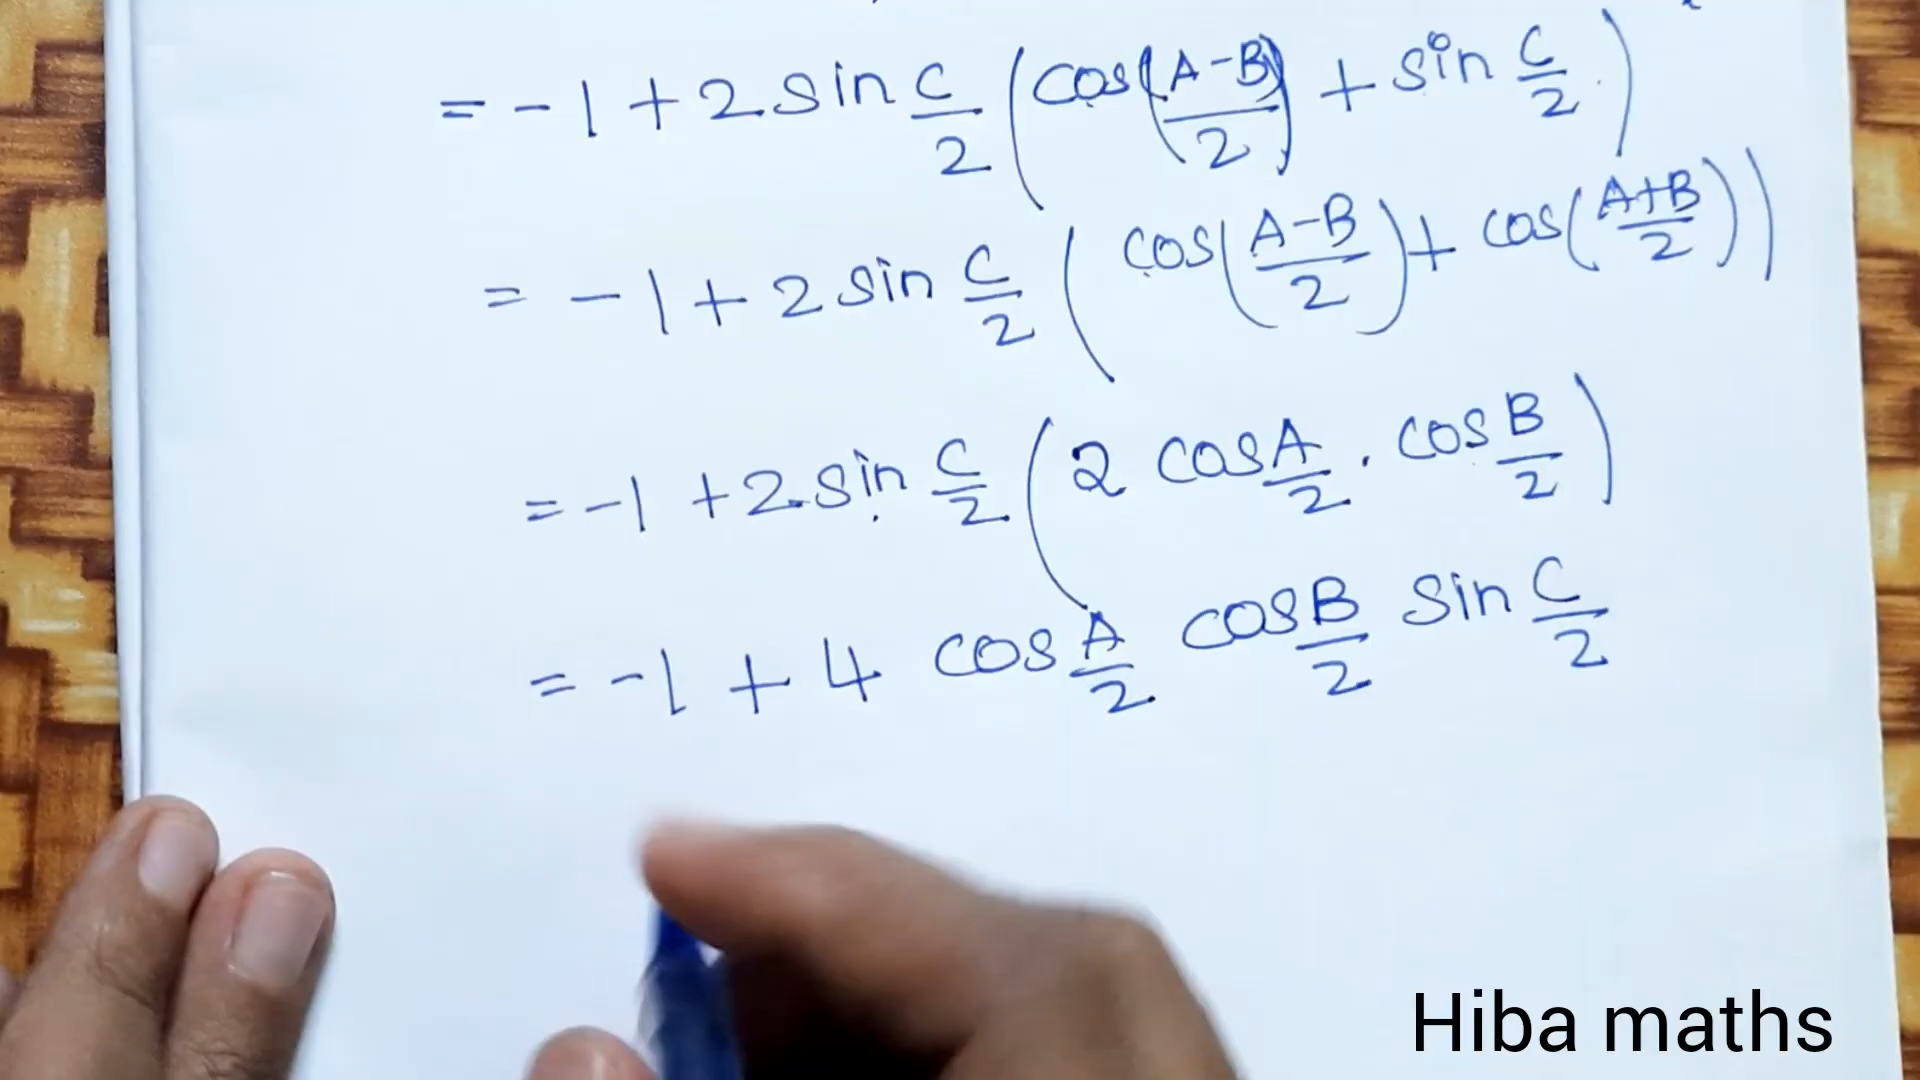 = -1 + 2 sin C/2 ( cos (A-B/2) + sin C/2 )
= -1 + 2 sin C/2 ( cos (A-B/2) + cos (A+B/2) )
= -1 + 2 sin C/2 ( 2 cos A/2 . cos B/2 )
= -1 + 4 cos A/2 cos B/2 sin C/2
Hiba maths